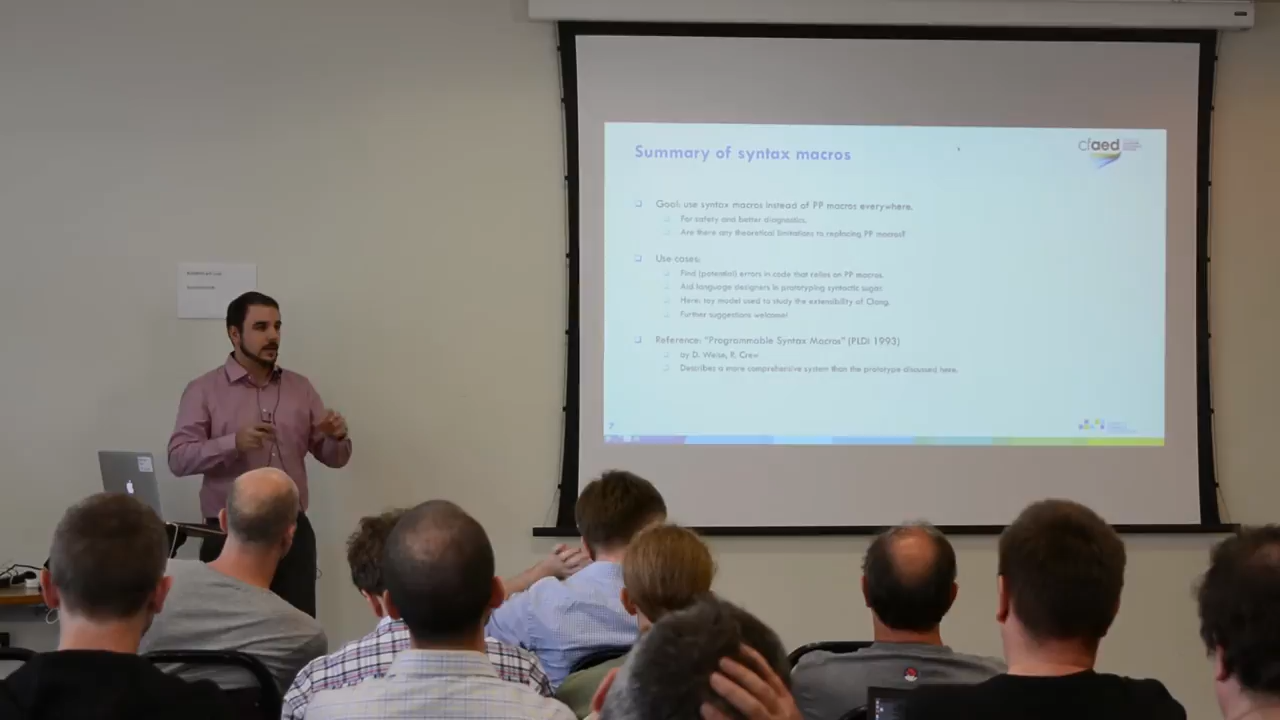 cfaed
Summary of syntax macros
Goal: use syntax macros instead of PP macros everywhere.
For safety and better diagnostics.
Are there any theoretical limitations to replacing PP macros?
Use cases:
Find (potential) errors in code that relies on PP macros.
Aid language designers in prototyping syntactic sugar.
Here: toy model used to study the extensibility of Clang.
Further suggestions welcome!
Reference: "Programmable Syntax Macros" (PLDI 1993)
by D. Weise, R. Crew
Describes a more comprehensive system than the prototype discussed here.
7